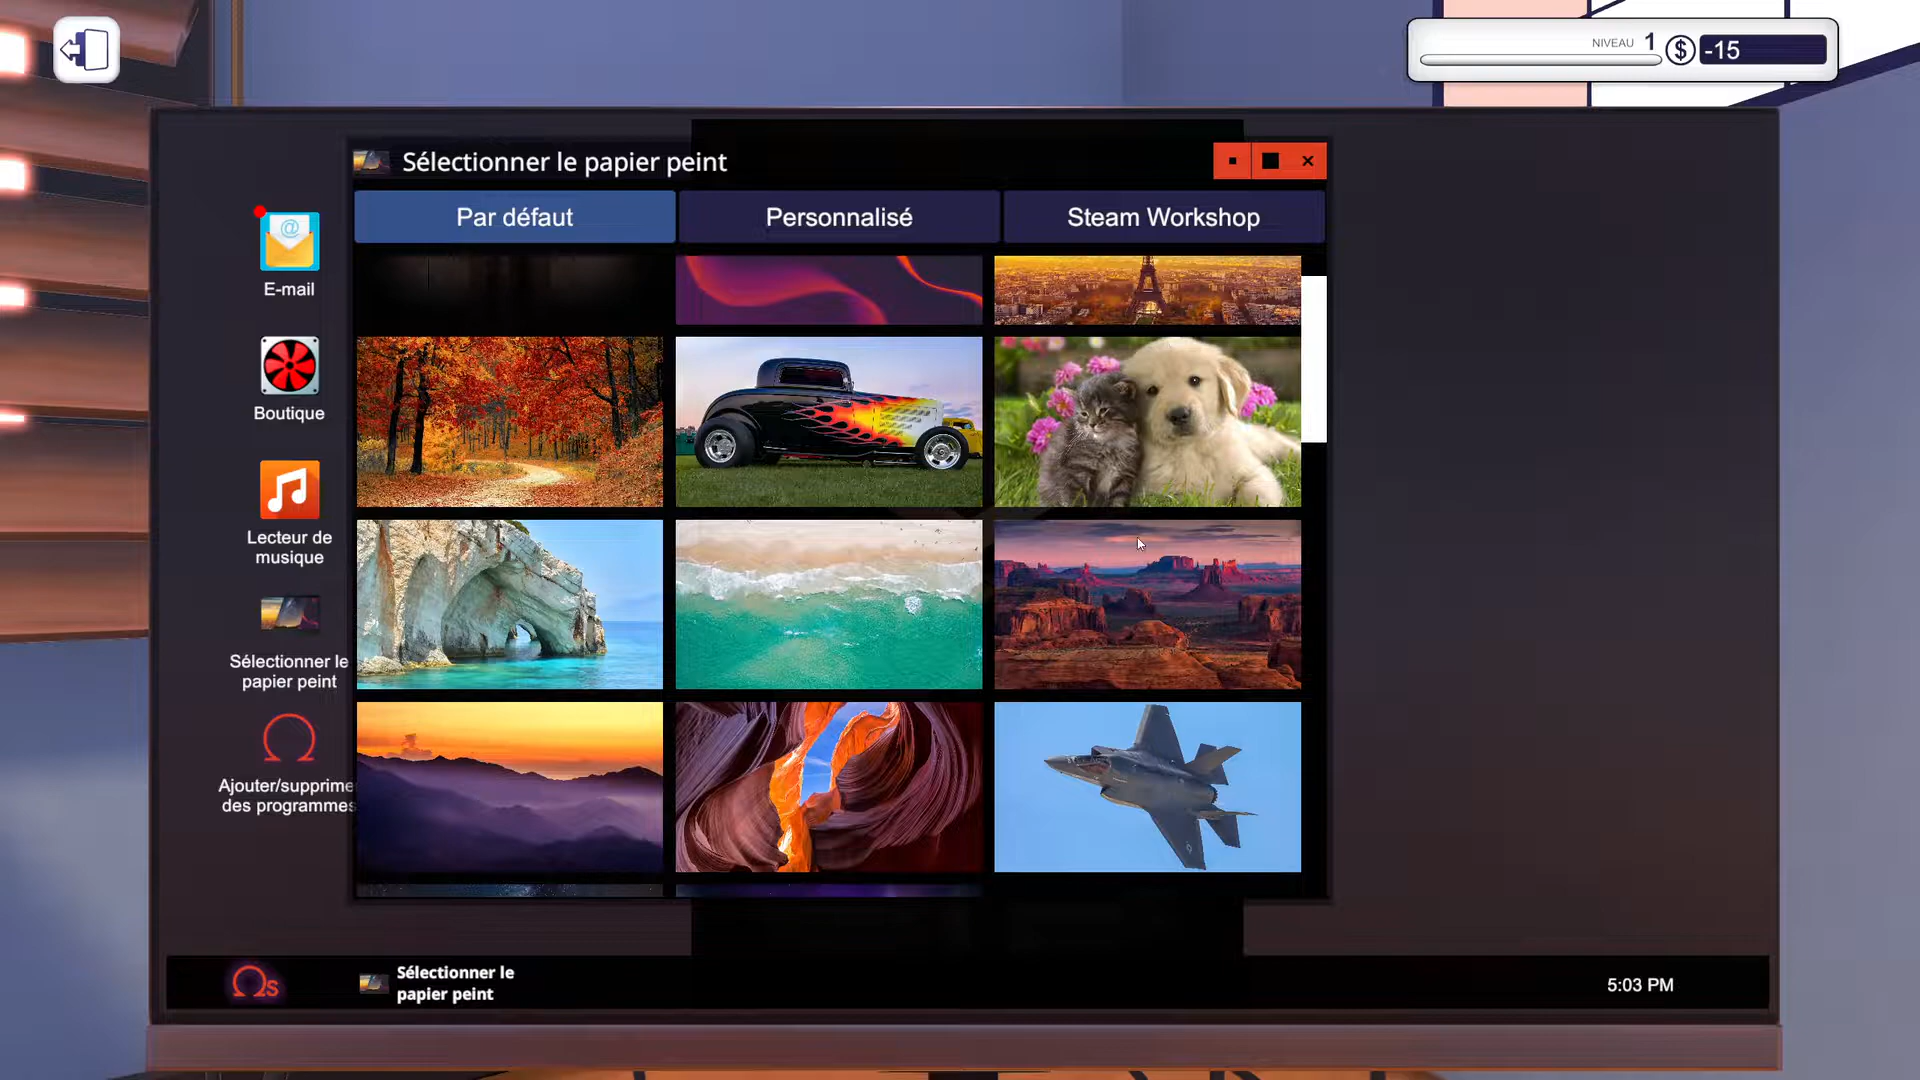 NIVEAU 1 $ -15
Sélectionner le papier peint
Par défaut
Personnalisé
Steam Workshop
@
E-mail
Boutique
Lecteur de
musique
Sélectionner le
papier peint
Ajouter/supprime
des programmes
Ωs
Sélectionner le
papier peint
5:03 PM